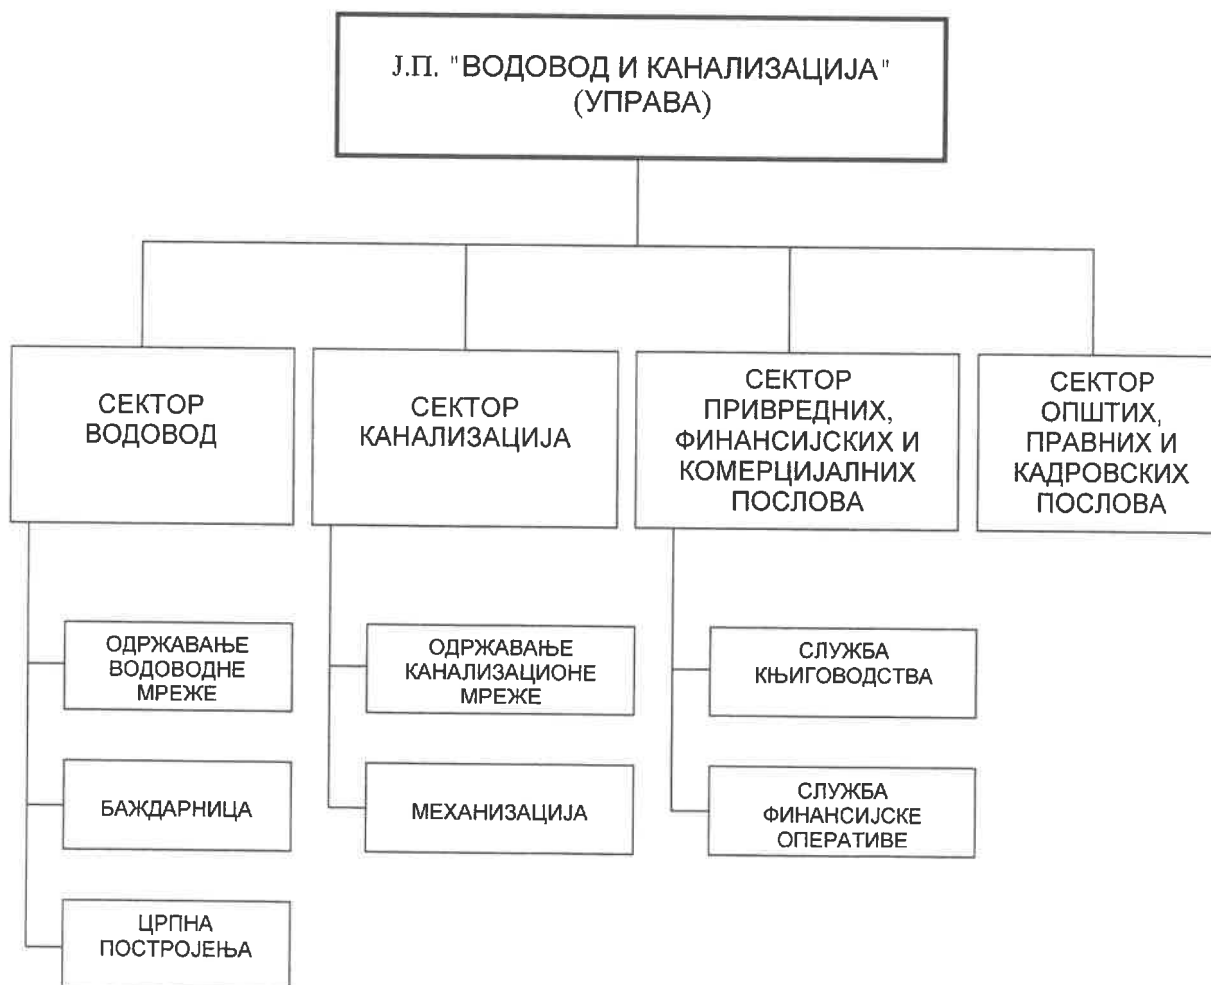 Ј.П. "ВОДОВОД И КАНАЛИЗАЦИЈА"
(УПРАВА)
СЕКТОР
ВОДОВОД
СЕКТОР
КАНАЛИЗАЦИЈА
СЕКТОР
ПРИВРЕДНИХ,
ФИНАНСИЈСКИХ И
КОМЕРЦИЈАЛНИХ
ПОСЛОВА
СЕКТОР
ОПШТИХ,
ПРАВНИХ И
КАДРОВСКИХ
ПОСЛОВА
ОДРЖАВАЊЕ
ВОДОВОДНЕ
МРЕЖЕ
ОДРЖАВАЊЕ
КАНАЛИЗАЦИОНЕ
МРЕЖЕ
СЛУЖБА
КЊИГОВОДСТВА
БАЖДАРНИЦА
МЕХАНИЗАЦИЈА
СЛУЖБА
ФИНАНСИЈСКЕ
ОПЕРАТИВЕ
ЦРПНА
ПОСТРОЈЕЊА